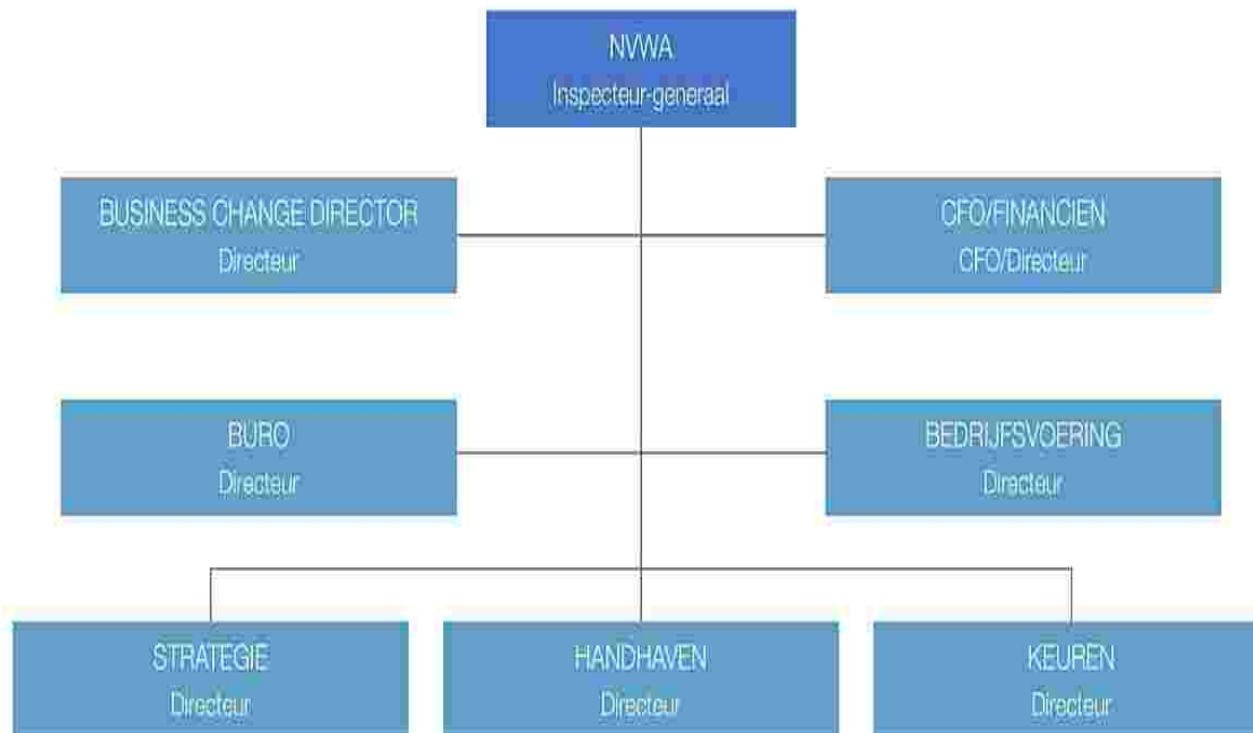 NVWA
Inspecteur-generaal
BUSINESS CHANGE DIRECTOR
Directeur
CFO/FINANCIEN
CFO/Directeur
BURO
Directeur
BEDRIJFSVOERING
Directeur
STRATEGIE
Directeur
HANDHAVEN
Directeur
KEUREN
Directeur